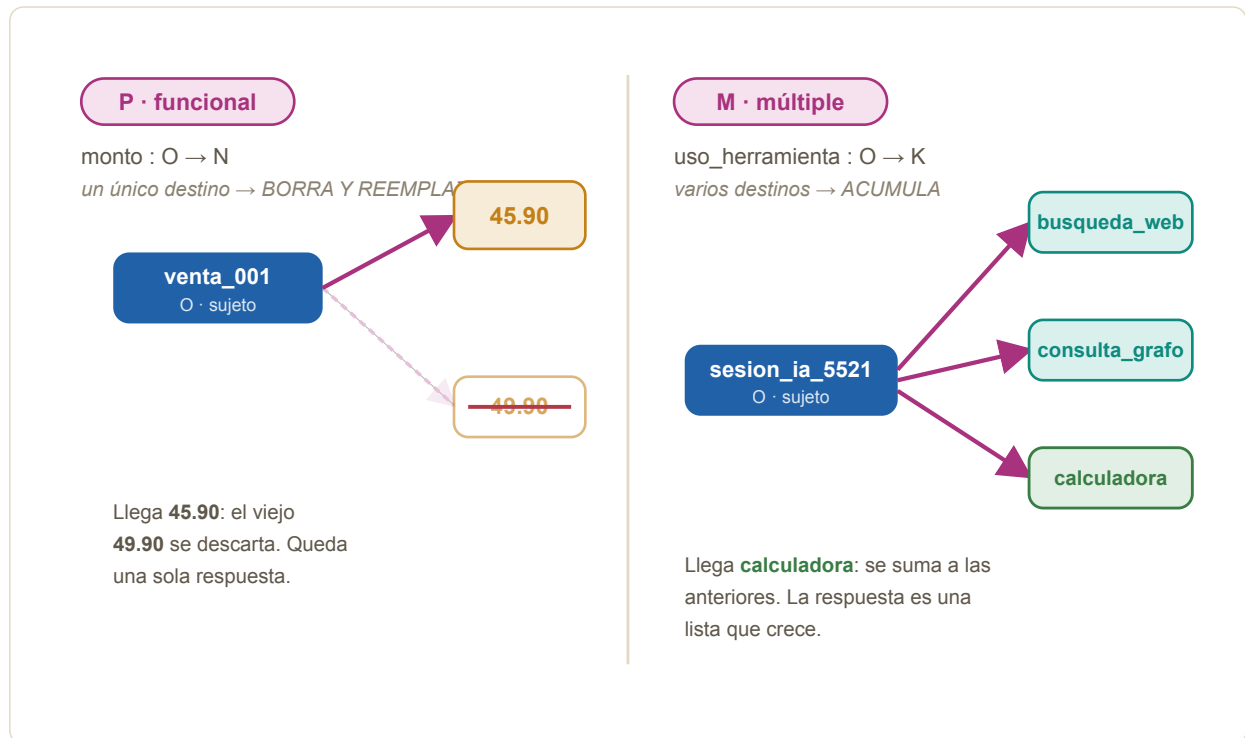 P · funcional
monto : O → N
un único destino → BORRA Y REEMPLA
45.90
venta_001
O · sujeto
49.90
Llega 45.90: el viejo
49.90 se descarta. Queda
una sola respuesta.
M · múltiple
uso_herramienta : O → K
varios destinos → ACUMULA
busqueda_web
consulta_grafo
sesion_ia_5521
O · sujeto
calculadora
Llega calculadora: se suma a las
anteriores. La respuesta es una
lista que crece.